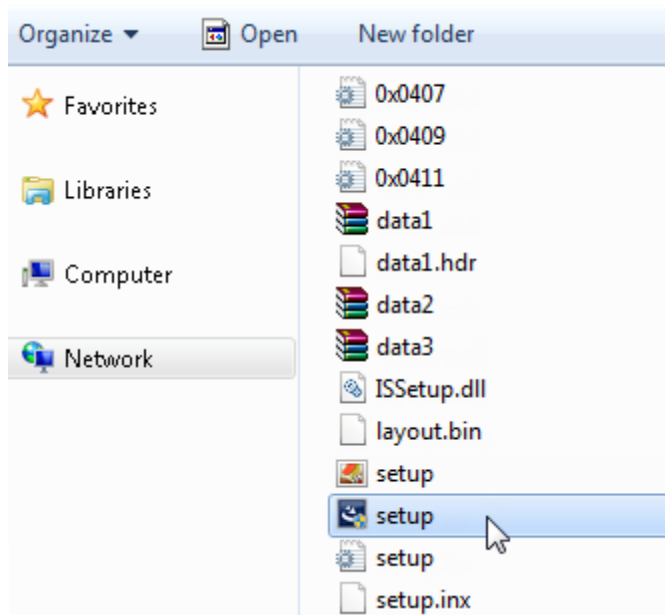 Organize Open New folder
Favorites
Libraries
Computer
Network
0x0407
0x0409
0x0411
data1
data1.hdr
data2
data3
ISSetup.dll
layout.bin
setup
setup
setup
setup.inx